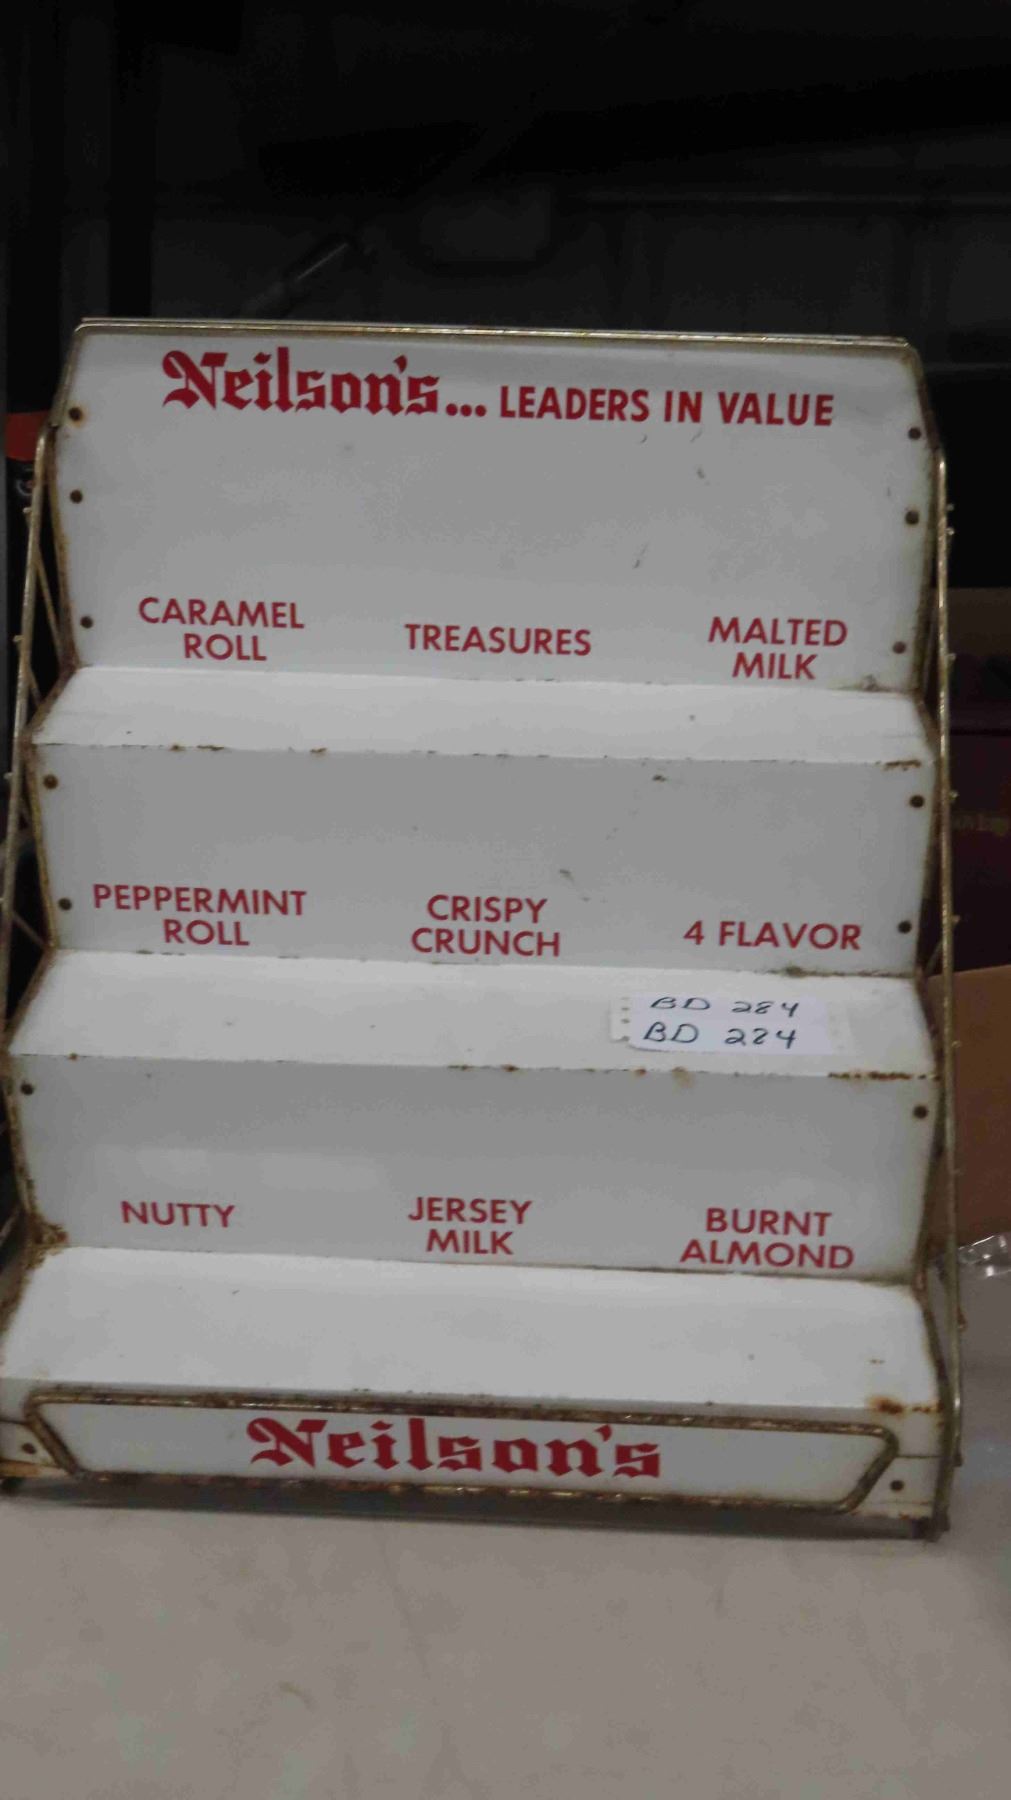 Neilson's... LEADERS IN VALUE
CARAMEL
ROLL
TREASURES
MALTED
MILK
PEPPERMINT
ROLL
CRISPY
CRUNCH
4 FLAVOR
BD 284
BD 284
NUTTY
JERSEY
MILK
BURNT
ALMOND
Neilson's